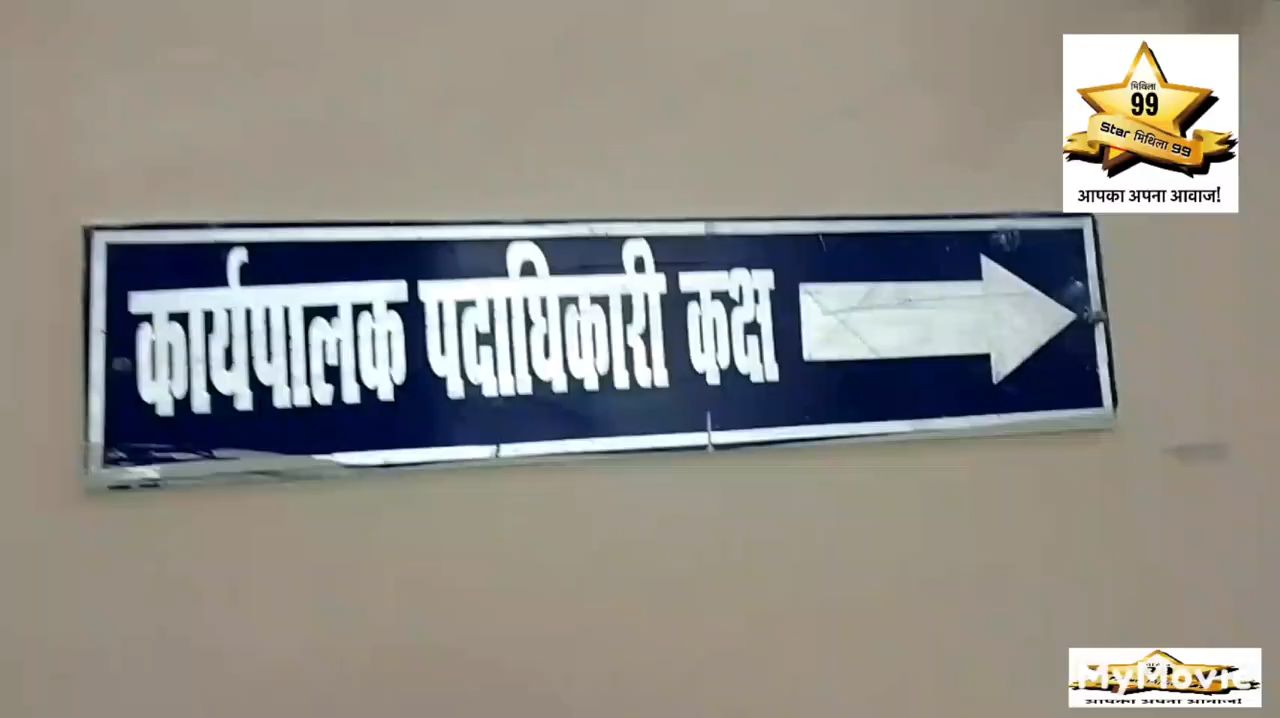 मिथिला
99
Star मिथिला 99
आपका अपना आवाज!
कार्यपालक पदाधिकारी कक्ष
MyMovie
आपका अपना आवाज!